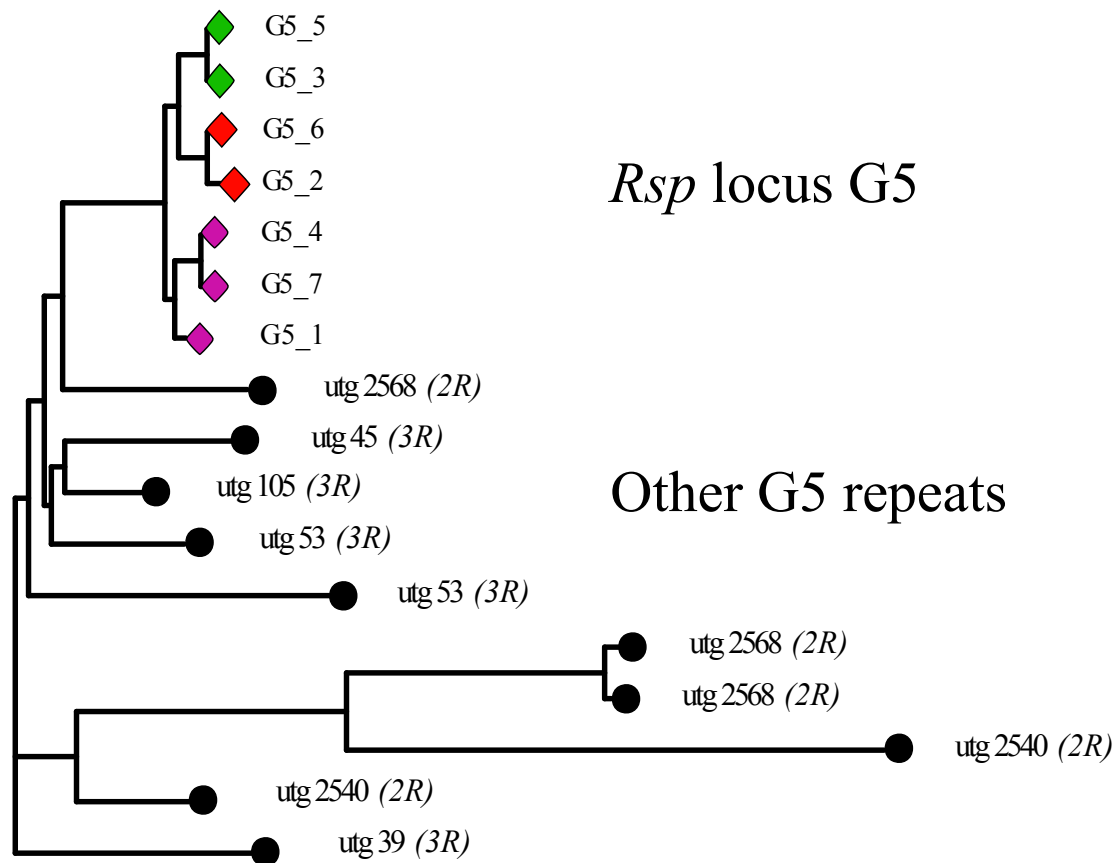 G5_5
G5_3
G5_6
G5_2
Rsp locus G5
G5_4
G5_7
G5_1
utg 2568 (2R)
utg 45 (3R)
utg 105 (3R)
Other G5 repeats
utg 53 (3R)
utg 53 (3R)
utg 2568 (2R)
utg 2568 (2R)
utg 2540 (2R)
utg 2540 (2R)
utg 39 (3R)